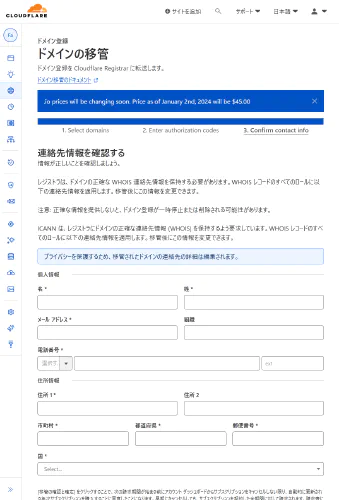 CLOUDFLARE
サイトを追加
サポート
日本語
Fa
ドメイン登録
ドメインの移管
ドメイン登録を Cloudflare Registrar に転送します。
ドメイン移管のドキュメント
.io prices will be changing soon. Price as of January 2nd, 2024 will be $45.00
1. Select domains
2. Enter authorization codes
3. Confirm contact info
連絡先情報を確認する
情報が正しいことを確認しましょう。
レジストラは、ドメインの正確な WHOIS 連絡先情報を保持する必要があります。WHOIS レコードのすべてのロールに以
下の連絡先情報を適用します。移管後にこの情報を変更できます。
注意: 正確な情報を提供しないと、ドメイン登録が一時停止または削除される可能性があります。
ICANN は、レジストラにドメインの正確な連絡先情報 (WHOIS) を保持するよう要求しています。WHOIS レコードのすべ
てのロールに以下の連絡先情報を適用します。移管後にこの情報を変更できます。
プライバシーを保護するため、移管されたドメインの連絡先の詳細は編集されます。
個人情報
名 *
姓 *
メール アドレス *
組織
電話番号 *
ext
住所情報
住所 1 *
住所 2
市町村 *
都道府県 *
郵便番号 *
国 *
Select...